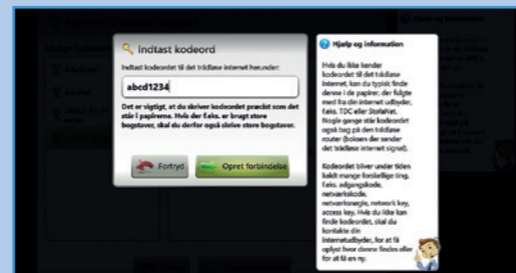 Indtast kodeord
Indtast kodeordet til det trådløse internet herunder:
abcd1234
Det er vigtigt, at du skriver kodeordet præcist som det
står i papirerne. Hvis der f.eks. er brugt store
bogstaver, skal du derfor også skrive store bogstaver.
Fortryd
Opret forbindelse
Hjælp og information
Hvis du ikke kender
kodeordet til det trådløse
internet, kan du typisk finde
denne i de papirer, der fulgte
med fra din internet udbyder,
f.eks. TDC eller Stofanet.
Nogle gange står kodeordet
også bag på den trådløse
router (boksen der sender
det trådløse internet signal).
Kodeordet bliver under tiden
kaldt mange forskellige ting,
f.eks. adgangskode,
netværkskode,
netværksnøgle, network key,
access key. Hvis du ikke kan
finde kodeordet, skal du
kontakte din
internetudbyder, for at få
oplyst hvor denne findes eller
for at få en ny.